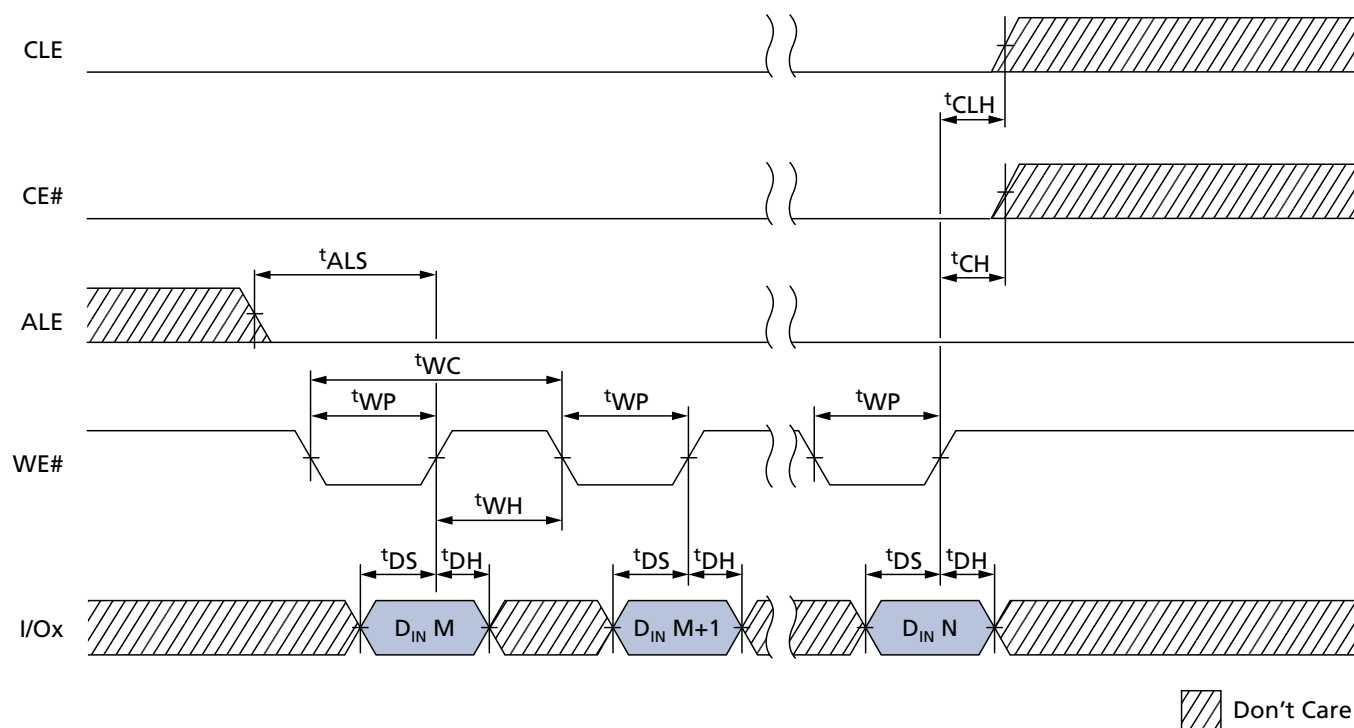 CLE
tCLH
CE#
tCH
tALS
ALE
tWC
tWP
tWP
tWP
WE#
tWH
tDS
tDH
tDS
tDH
tDS
tDH
I/Ox
DIN M
DIN M+1
DIN N
Don't Care